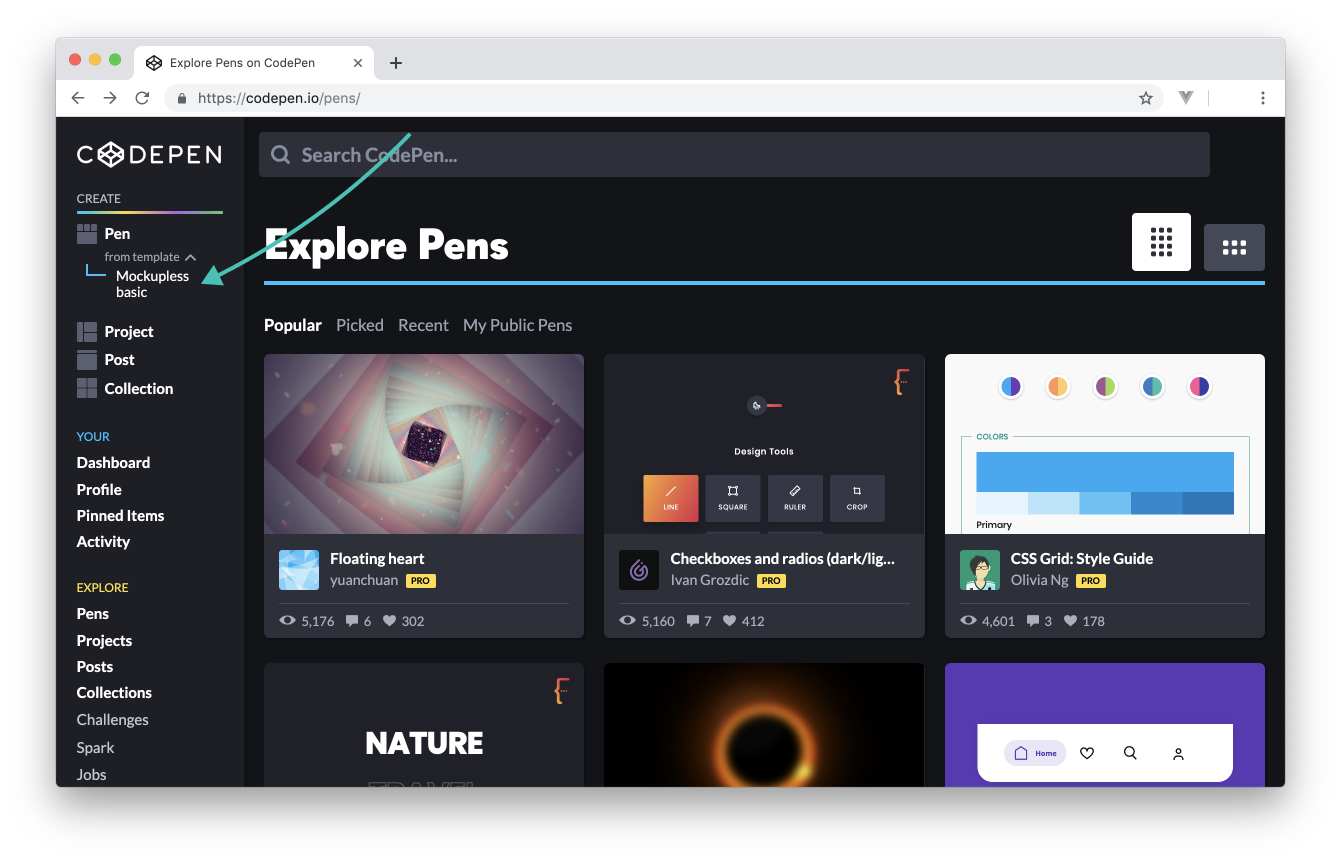 Explore Pens on CodePen
https://codepen.io/pens/
CODEPEN
Search CodePen...
CREATE
Pen
from template
Mockupless
basic
Project
Post
Collection
YOUR
Dashboard
Profile
Pinned Items
Activity
EXPLORE
Pens
Projects
Posts
Collections
Challenges
Spark
Jobs
Explore Pens
Popular Picked Recent My Public Pens
Design Tools
LINE SQUARE RULER CROP
COLORS
Primary
Floating heart
yuanchuan PRO
5,176 6 302
Checkboxes and radios (dark/lig...
Ivan Grozdic PRO
5,160 7 412
CSS Grid: Style Guide
Olivia Ng PRO
4,601 3 178
NATURE
Home